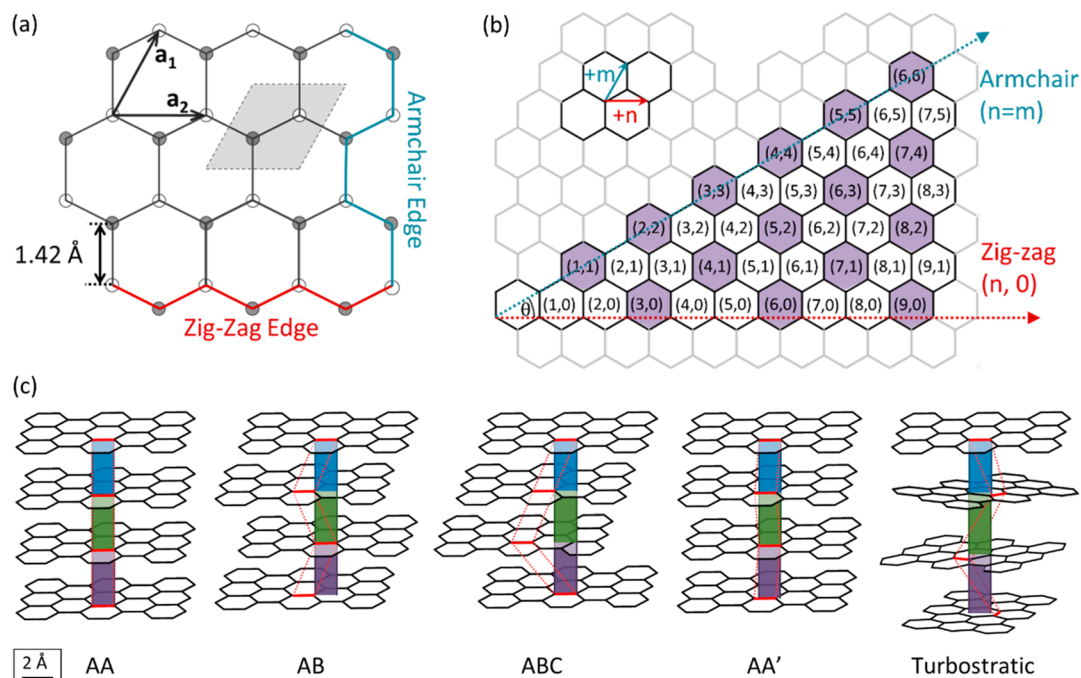 (a)
a1
a2
1.42 Å
Armchair Edge
Zig-Zag Edge
(b)
+m
+n
Armchair
(n=m)
(6,6)
(5,5) (6,5) (7,5)
(4,4) (5,4) (6,4) (7,4)
(3,3) (4,3) (5,3) (6,3) (7,3) (8,3)
(2,2) (3,2) (4,2) (5,2) (6,2) (7,2) (8,2)
(1,1) (2,1) (3,1) (4,1) (5,1) (6,1) (7,1) (8,1) (9,1)
θ (1,0) (2,0) (3,0) (4,0) (5,0) (6,0) (7,0) (8,0) (9,0)
Zig-zag
(n, 0)
(c)
2 Å
AA
AB
ABC
AA’
Turbostratic